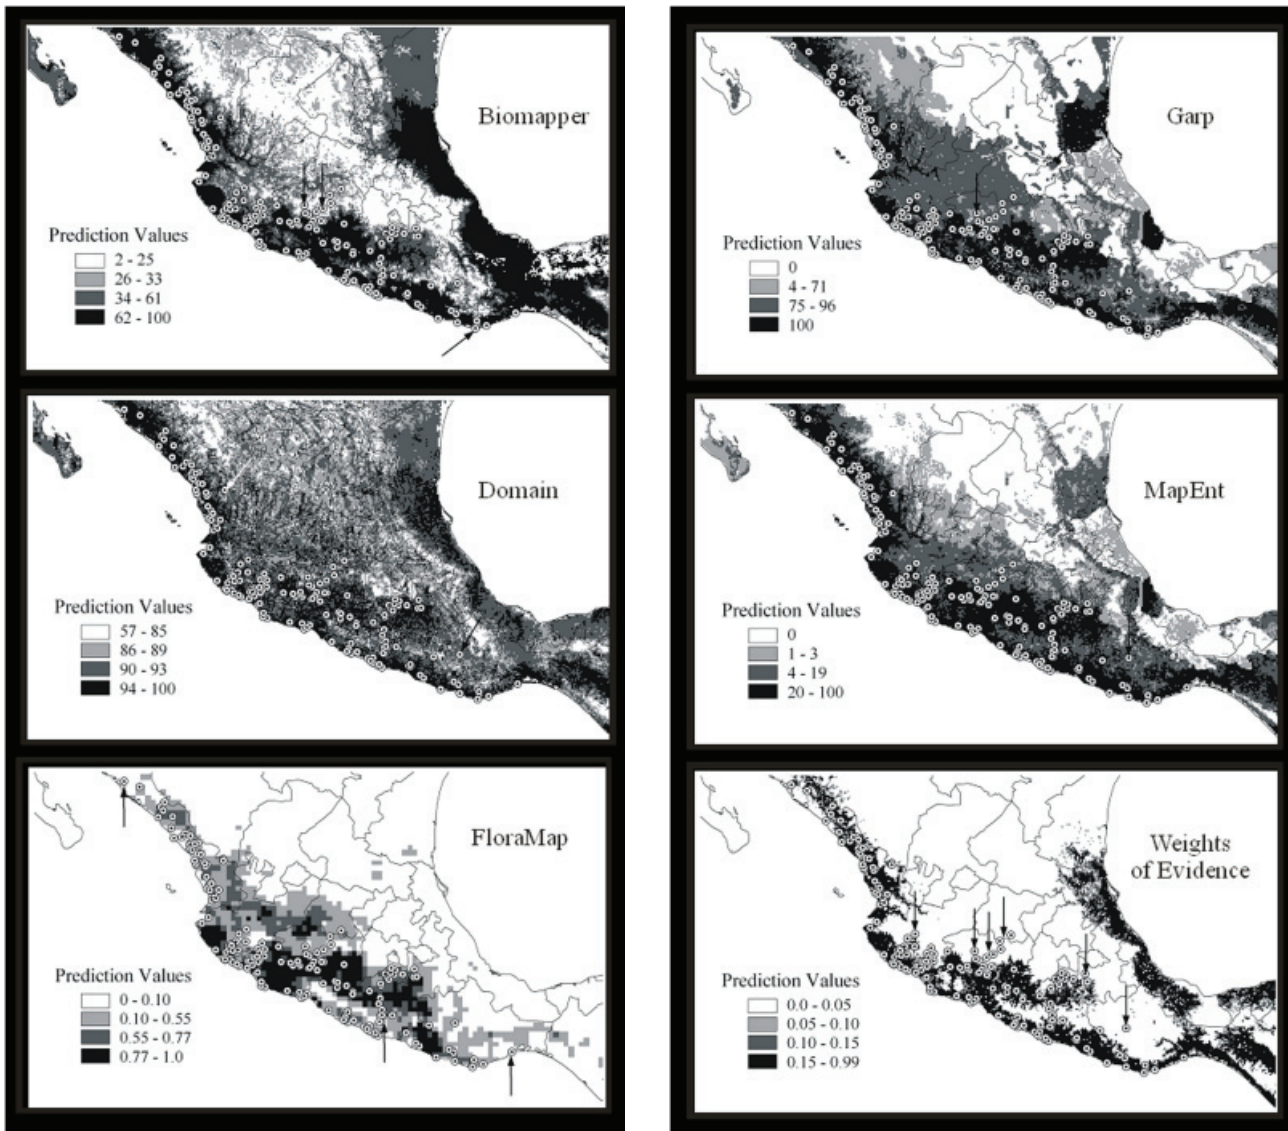 Biomapper
Prediction Values
2 - 25
26 - 33
34 - 61
62 - 100
Domain
Prediction Values
57 - 85
86 - 89
90 - 93
94 - 100
FloraMap
Prediction Values
0 - 0.10
0.10 - 0.55
0.55 - 0.77
0.77 - 1.0
Garp
Prediction Values
0
4 - 71
75 - 96
100
MapEnt
Prediction Values
0
1 - 3
4 - 19
20 - 100
Weights
of Evidence
Prediction Values
0.0 - 0.05
0.05 - 0.10
0.10 - 0.15
0.15 - 0.99